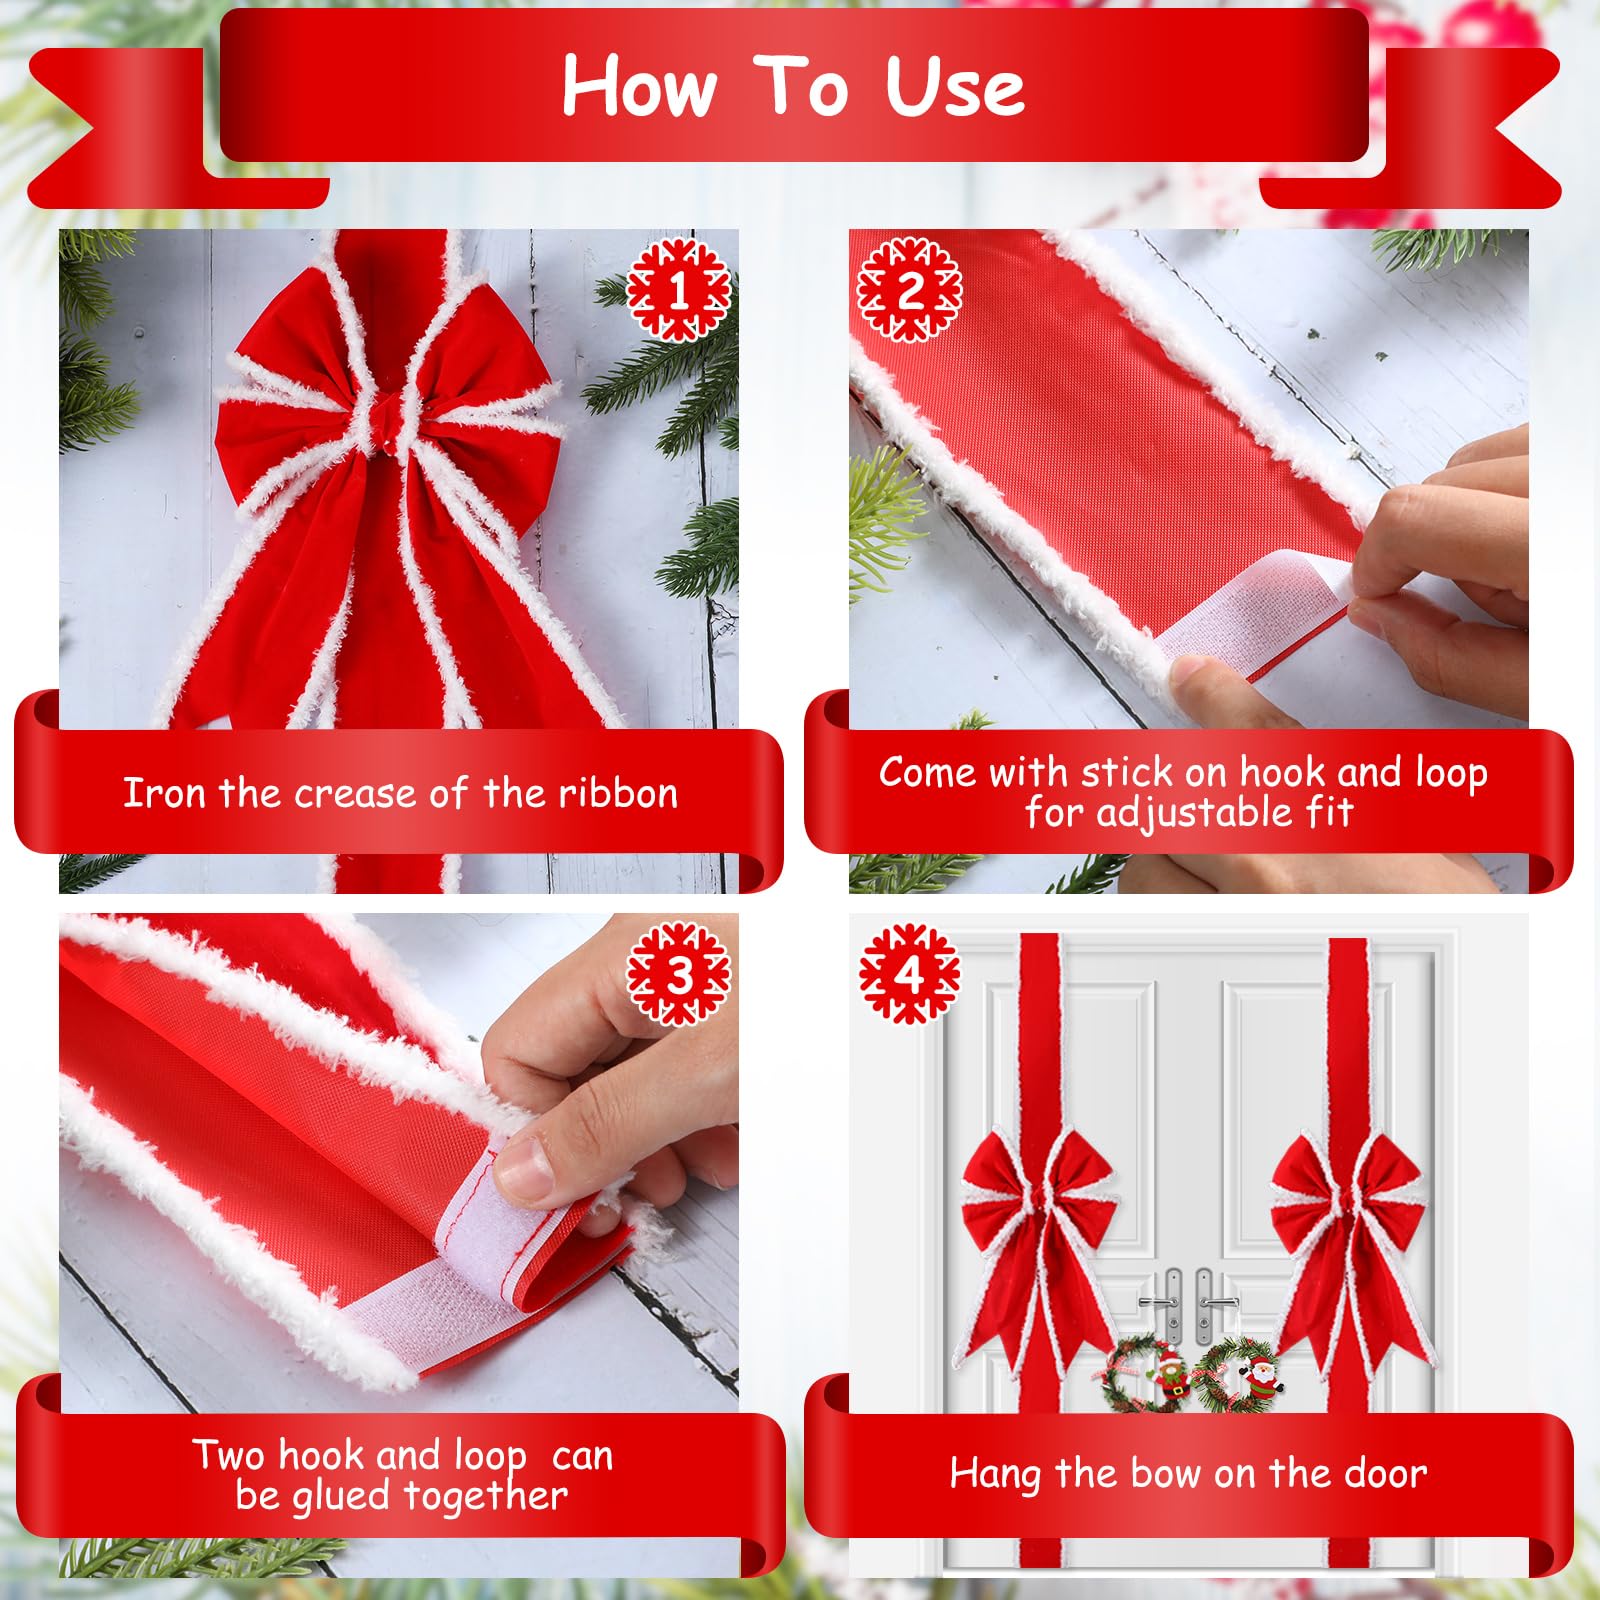 How To Use
1
2
Iron the crease of the ribbon
Come with stick on hook and loop
for adjustable fit
3
4
Two hook and loop can
be glued together
Hang the bow on the door